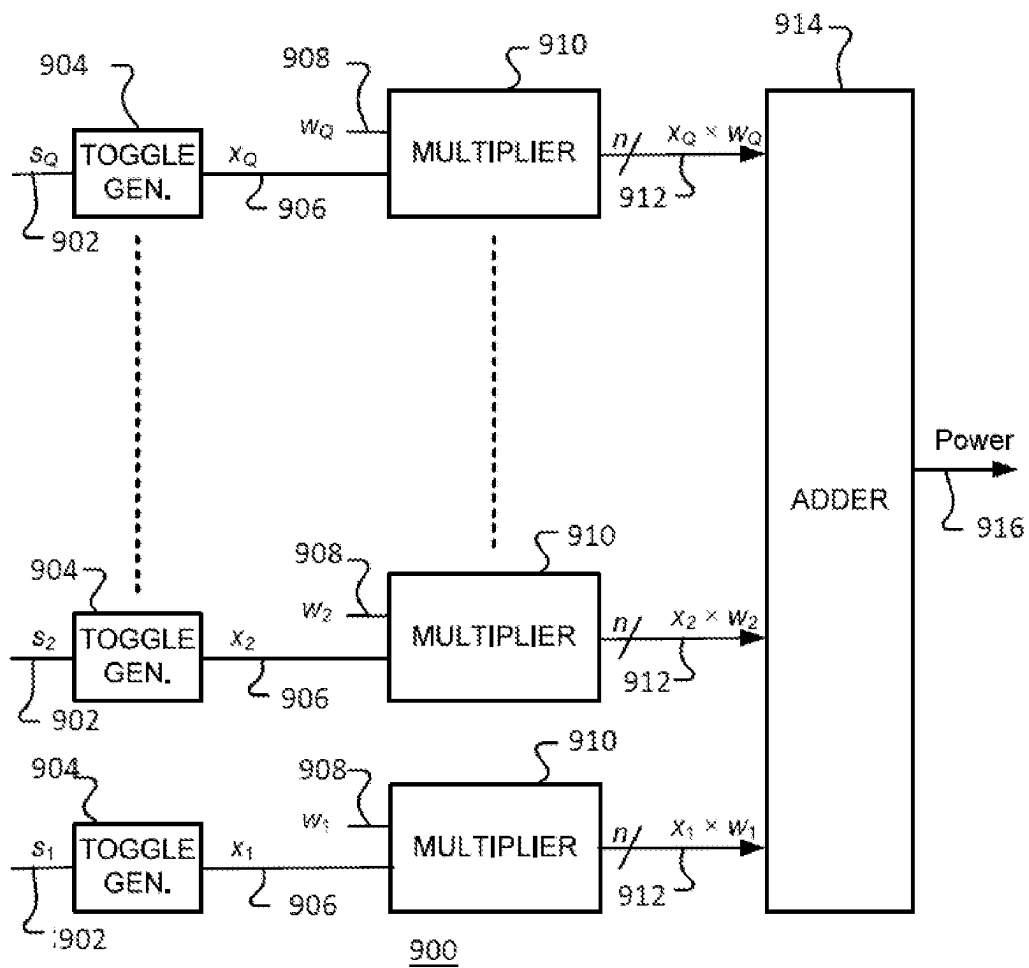 914
910
904
908
w_Q
s_Q
TOGGLE
GEN.
x_Q
MULTIPLIER
n
x_Q × w_Q
912
906
902
Power
ADDER
916
910
908
904
w_2
s_2
TOGGLE
GEN.
x_2
MULTIPLIER
n
x_2 × w_2
912
906
902
910
904
908
w_1
s_1
TOGGLE
GEN.
x_1
MULTIPLIER
n
x_1 × w_1
912
906
902
900